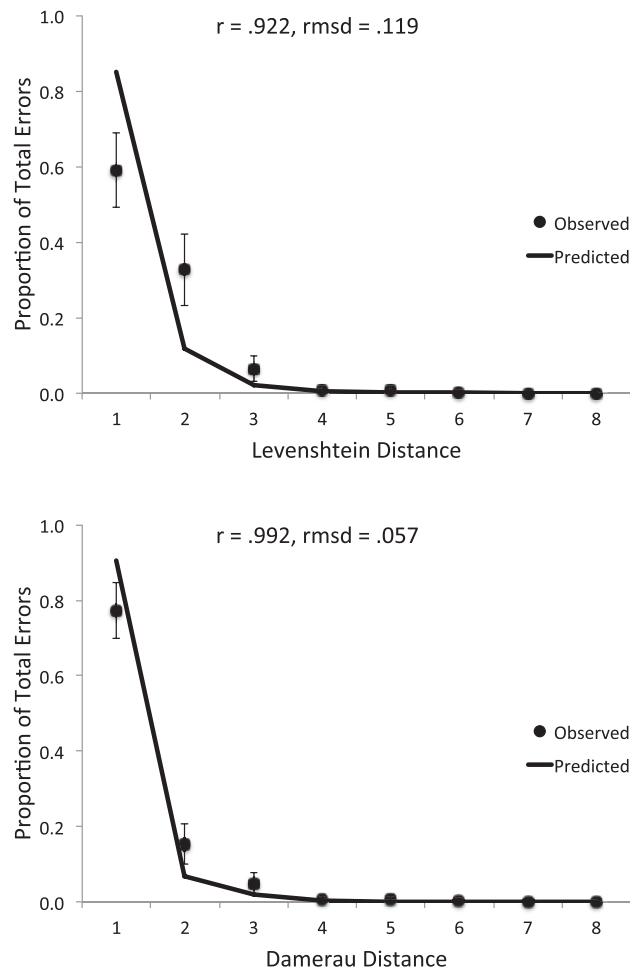 r = .922, rmsd = .119
Proportion of Total Errors
1.0
0.8
0.6
0.4
0.2
0.0
Observed
Predicted
1 2 3 4 5 6 7 8
Levenshtein Distance
r = .992, rmsd = .057
Proportion of Total Errors
1.0
0.8
0.6
0.4
0.2
0.0
Observed
Predicted
1 2 3 4 5 6 7 8
Damerau Distance